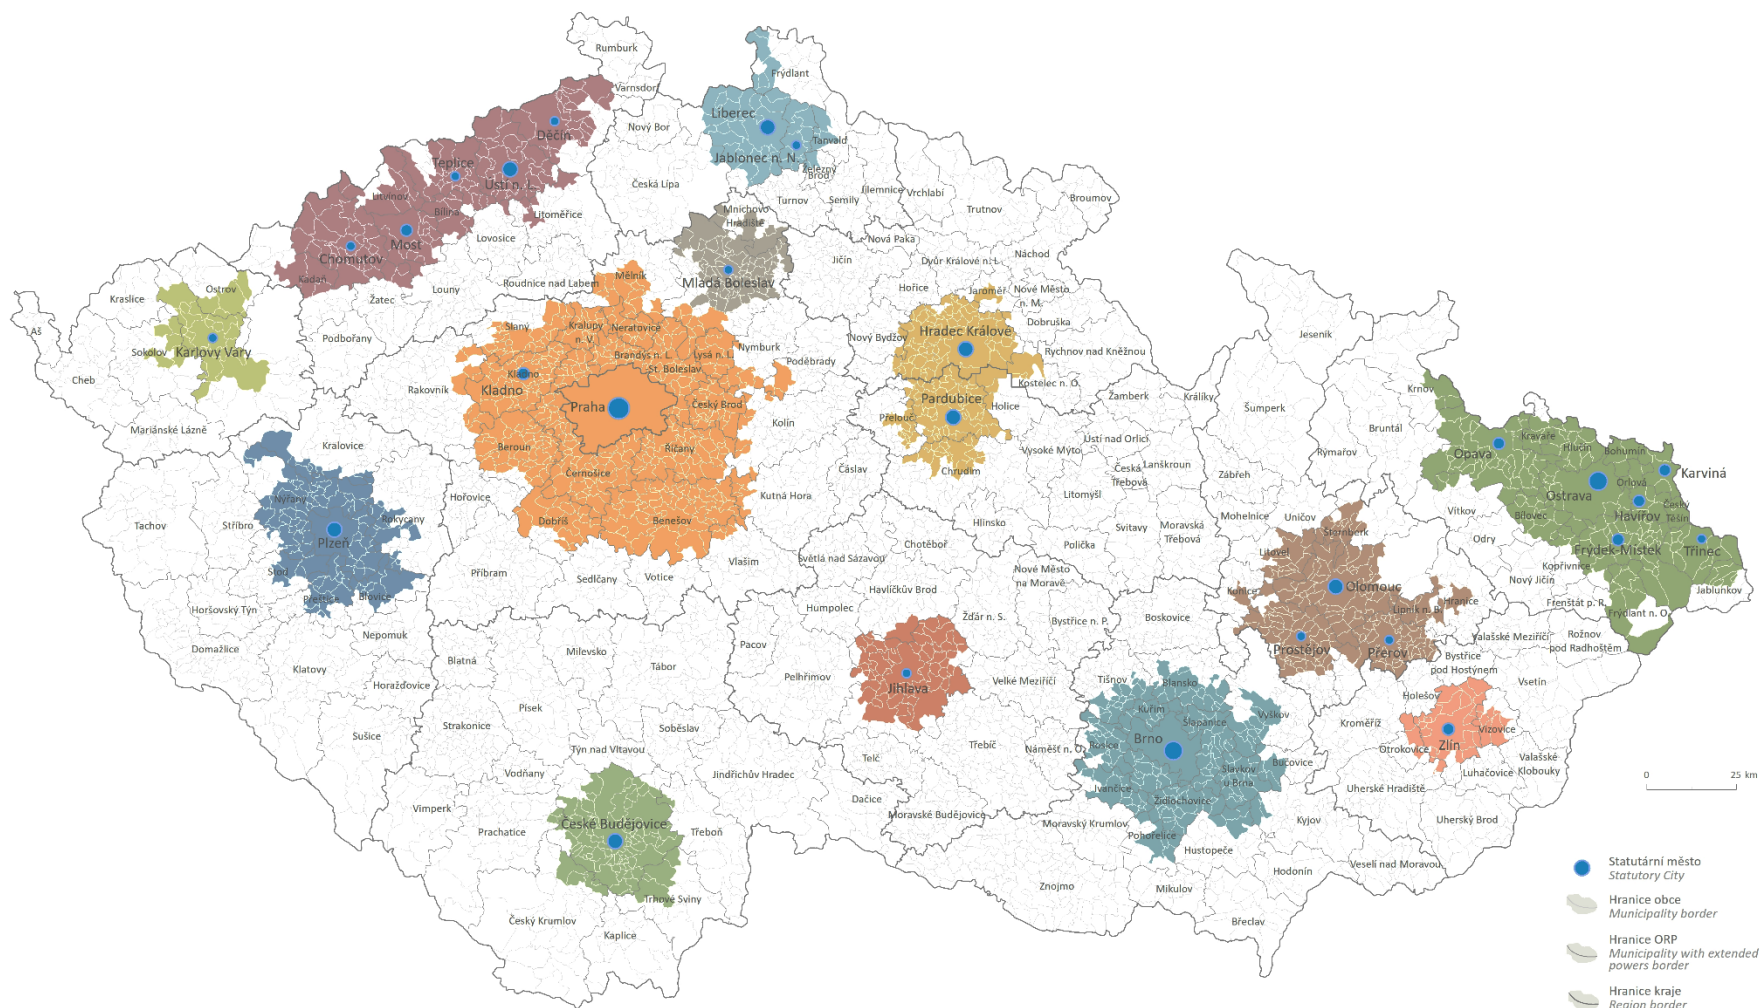 Rumburk
Varnsdorf
Frýdlant
Děčín
Nový Bor
Liberec
Tanvald
Jablonec n. N.
Železný
Brod
Teplice
Ústí n. L.
Česká Lípa
Turnov
Semily
Jilemnice
Vrchlabí
Trutnov
Broumov
Litvínov
Bílina
Litoměřice
Mnichovo
Hradiště
Most
Chomutov
Lovosice
Nová Paka
Jičín
Dvůr Králové n. L.
Náchod
Kadaň
Žatec
Louny
Roudnice nad Labem
Mělník
Mladá Boleslav
Hořice
Jaroměř
Nové Město
n. M.
Dobruška
Kraslice
Ostrov
Aš
Sokolov
Karlovy Vary
Podbořany
Slaný
Kralupy
n. V.
Neratovice
Brandýs n. L.
St. Boleslav
Lysá n. L.
Nymburk
Poděbrady
Nový Bydžov
Hradec Králové
Rychnov nad Kněžnou
Jeseník
Cheb
Rakovník
Kladno
Kladno
Praha
Český Brod
Kolín
Pardubice
Přelouč
Holice
Kostelec n. O.
Žamberk
Králíky
Šumperk
Krnov
Bruntál
Rýmařov
Mariánské Lázně
Kralovice
Beroun
Černošice
Říčany
Čáslav
Kutná Hora
Chrudim
Vysoké Mýto
Ústí nad Orlicí
Česká
Třebová
Lanškroun
Zábřeh
Opava
Kravaře
Hlučín
Bohumín
Karviná
Orlová
Ostrava
Havířov
Český
Těšín
Bílovec
Tachov
Stříbro
Nýřany
Rokycany
Plzeň
Hořovice
Dobříš
Benešov
Vlašim
Litomyšl
Hlinsko
Svitavy
Moravská
Třebová
Mohelnice
Uničov
Šternberk
Vítkov
Litovel
Odry
Frýdek-Místek
Třinec
Kopřivnice
Nový Jičín
Jablunkov
Stod
Přeštice
Blovice
Příbram
Sedlčany
Votice
Světlá nad Sázavou
Chotěboř
Polička
Nové Město
na Moravě
Havlíčkův Brod
Konice
Olomouc
Lipník n. B.
Hranice
Frenštát p. R.
Frýdlant n. O.
Horšovský Týn
Domažlice
Nepomuk
Klatovy
Horažďovice
Blatná
Milevsko
Tábor
Pacov
Humpolec
Pelhřimov
Žďár n. S.
Bystřice n. P.
Boskovice
Prostějov
Přerov
Valašské Meziříčí
Rožnov
pod Radhoštěm
Bystřice
pod Hostýnem
Vsetín
Jihlava
Velké Meziříčí
Tišnov
Blansko
Kuřim
Šlapanice
Vyškov
Holešov
Kroměříž
Zlín
Vizovice
Otrokovice
Luhačovice
Valašské
Klobouky
Sušice
Strakonice
Písek
Týn nad Vltavou
Soběslav
Vodňany
Jindřichův Hradec
Telč
Třebíč
Náměšť n. O.
Rosice
Brno
Ivančice
Slavkov
u Brna
Bučovice
Židlochovice
Uherské Hradiště
Uherský Brod
Vimperk
Prachatice
České Budějovice
Třeboň
Dačice
Moravské Budějovice
Moravský Krumlov
Pohořelice
Hustopeče
Kyjov
Veselí nad Moravou
Hodonín
Trhové Sviny
Český Krumlov
Kaplice
Znojmo
Mikulov
Břeclav
0 25 km
Statutární město
Statutory City
Hranice obce
Municipality border
Hranice ORP
Municipality with extended
powers border
Hranice kraje
Region border